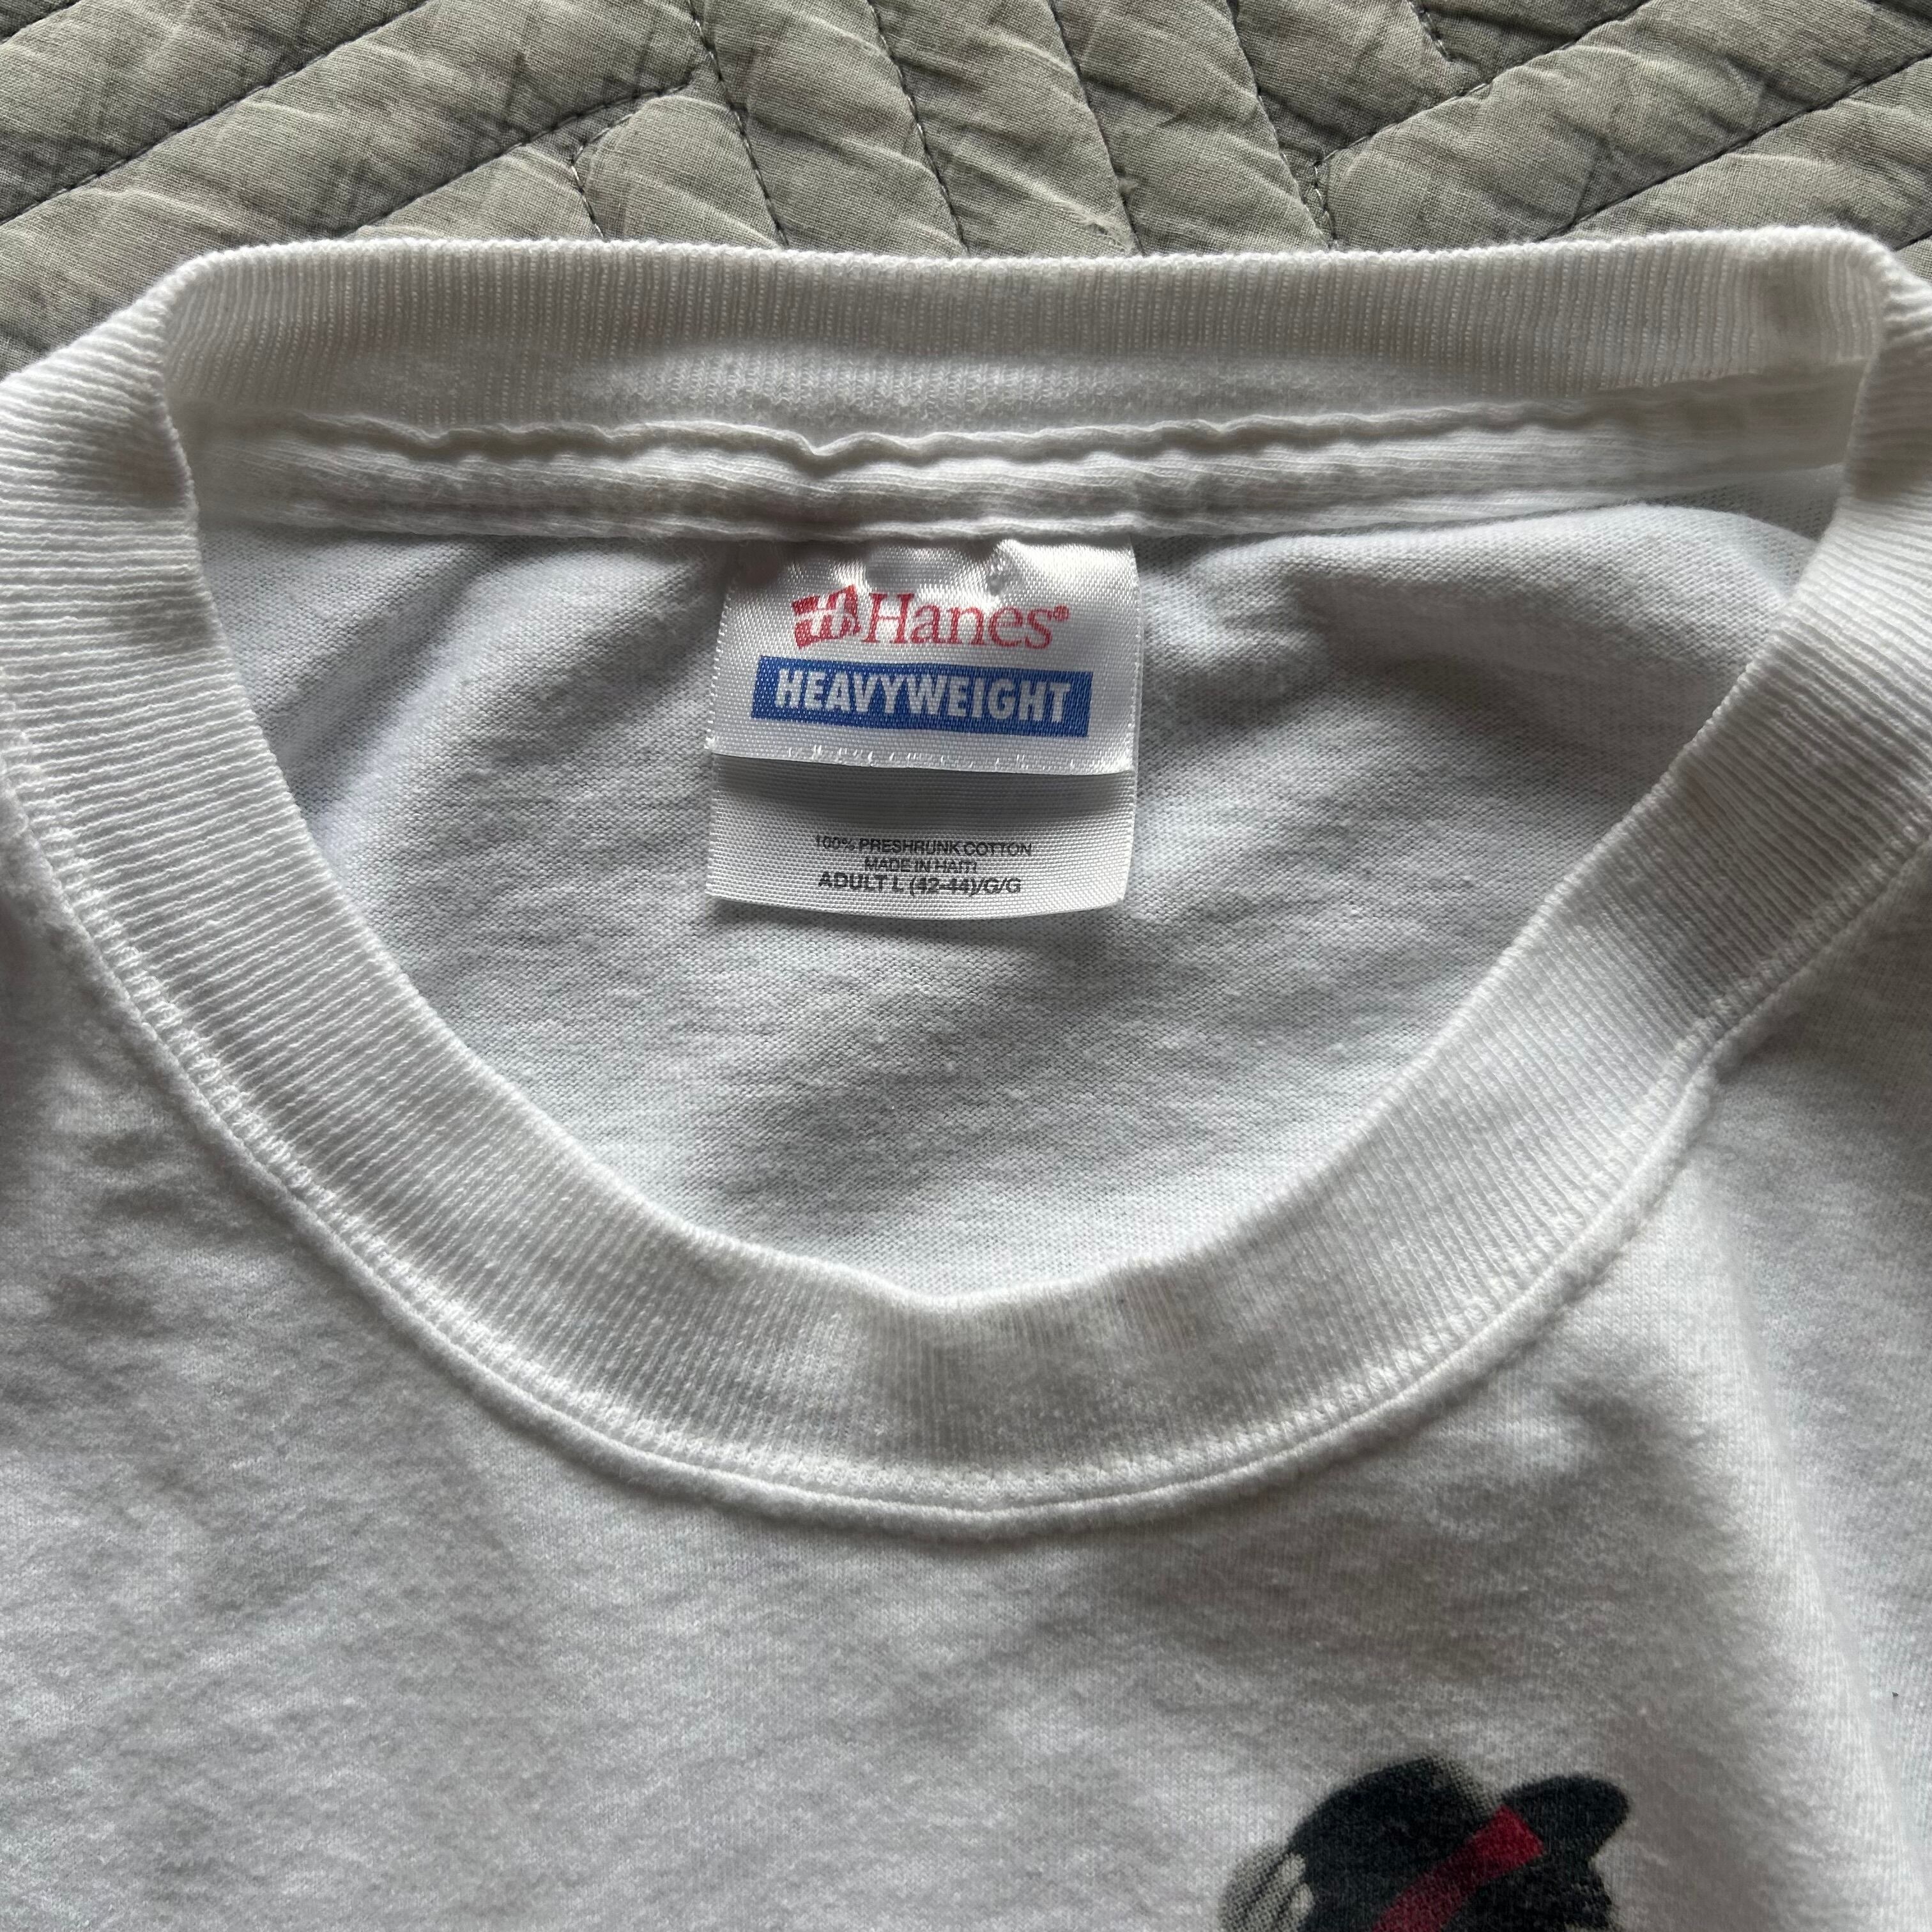 Hanes®
HEAVYWEIGHT
100% PRESHRUNK COTTON
MADE IN HAITI
ADULT L (42-44)/G/G